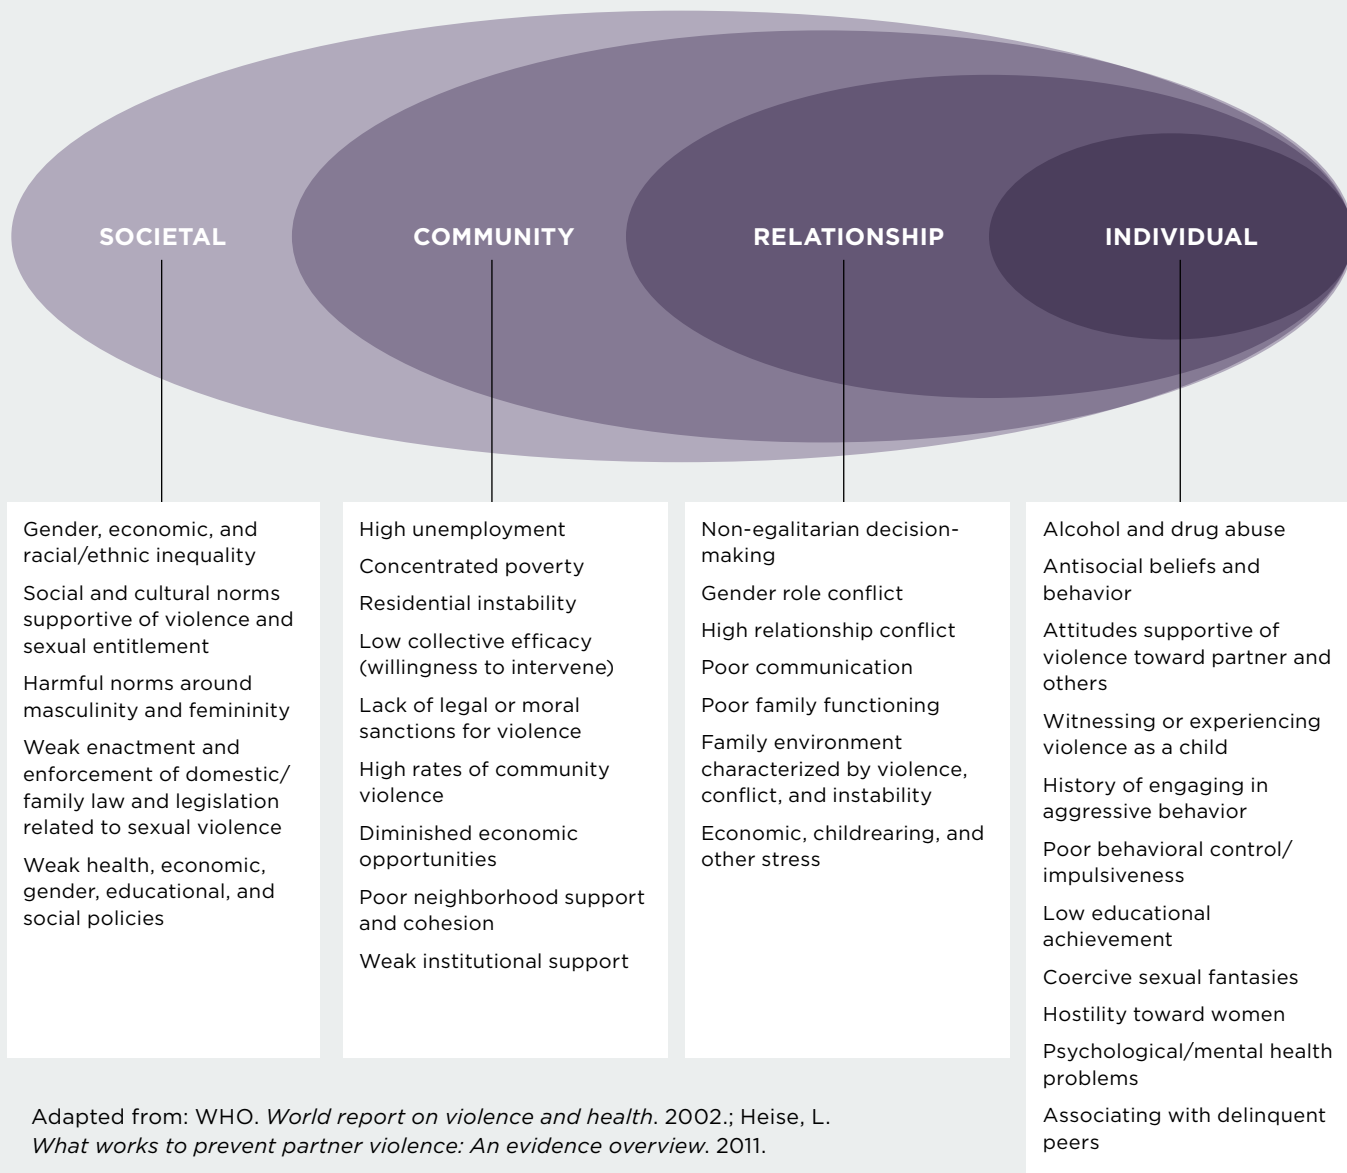 SOCIETAL
COMMUNITY
RELATIONSHIP
INDIVIDUAL
Gender, economic, and
racial/ethnic inequality
Social and cultural norms
supportive of violence and
sexual entitlement
Harmful norms around
masculinity and femininity
Weak enactment and
enforcement of domestic/
family law and legislation
related to sexual violence
Weak health, economic,
gender, educational, and
social policies
High unemployment
Concentrated poverty
Residential instability
Low collective efficacy
(willingness to intervene)
Lack of legal or moral
sanctions for violence
High rates of community
violence
Diminished economic
opportunities
Poor neighborhood support
and cohesion
Weak institutional support
Non-egalitarian decision-
making
Gender role conflict
High relationship conflict
Poor communication
Poor family functioning
Family environment
characterized by violence,
conflict, and instability
Economic, childrearing, and
other stress
Alcohol and drug abuse
Antisocial beliefs and
behavior
Attitudes supportive of
violence toward partner and
others
Witnessing or experiencing
violence as a child
History of engaging in
aggressive behavior
Poor behavioral control/
impulsiveness
Low educational
achievement
Coercive sexual fantasies
Hostility toward women
Psychological/mental health
problems
Associating with delinquent
peers
Adapted from: WHO. World report on violence and health. 2002.; Heise, L.
What works to prevent partner violence: An evidence overview. 2011.